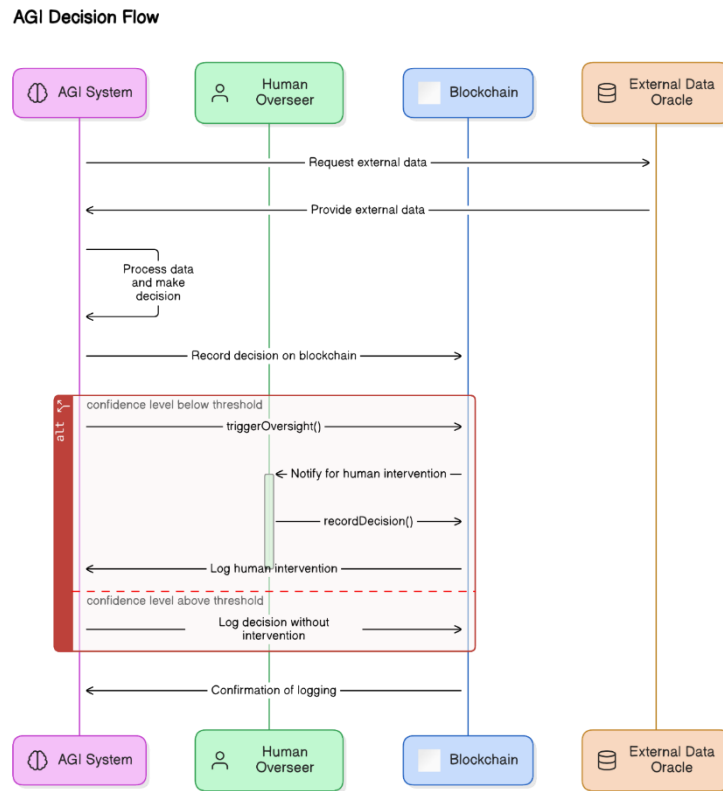 AGI Decision Flow
AGI System
Human
Overseer
Blockchain
External Data
Oracle
Request external data
Provide external data
Process data
and make
decision
Record decision on blockchain
alt
confidence level below threshold
triggerOversight()
Notify for human intervention
recordDecision()
Log human intervention
confidence level above threshold
Log decision without
intervention
Confirmation of logging
AGI System
Human
Overseer
Blockchain
External Data
Oracle